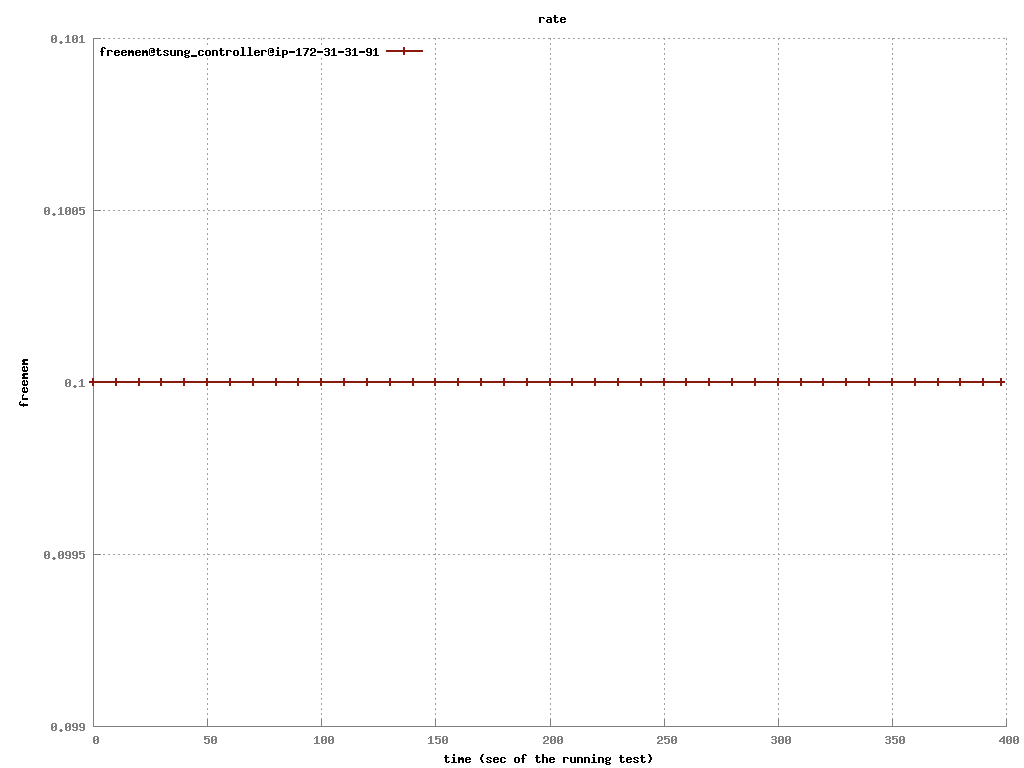 rate
0.101
freemem@tsung_controller@ip-172-31-31-91
0.1005
freemem
0.1
0.0995
0.099
0 50 100 150 200 250 300 350 400
time (sec of the running test)